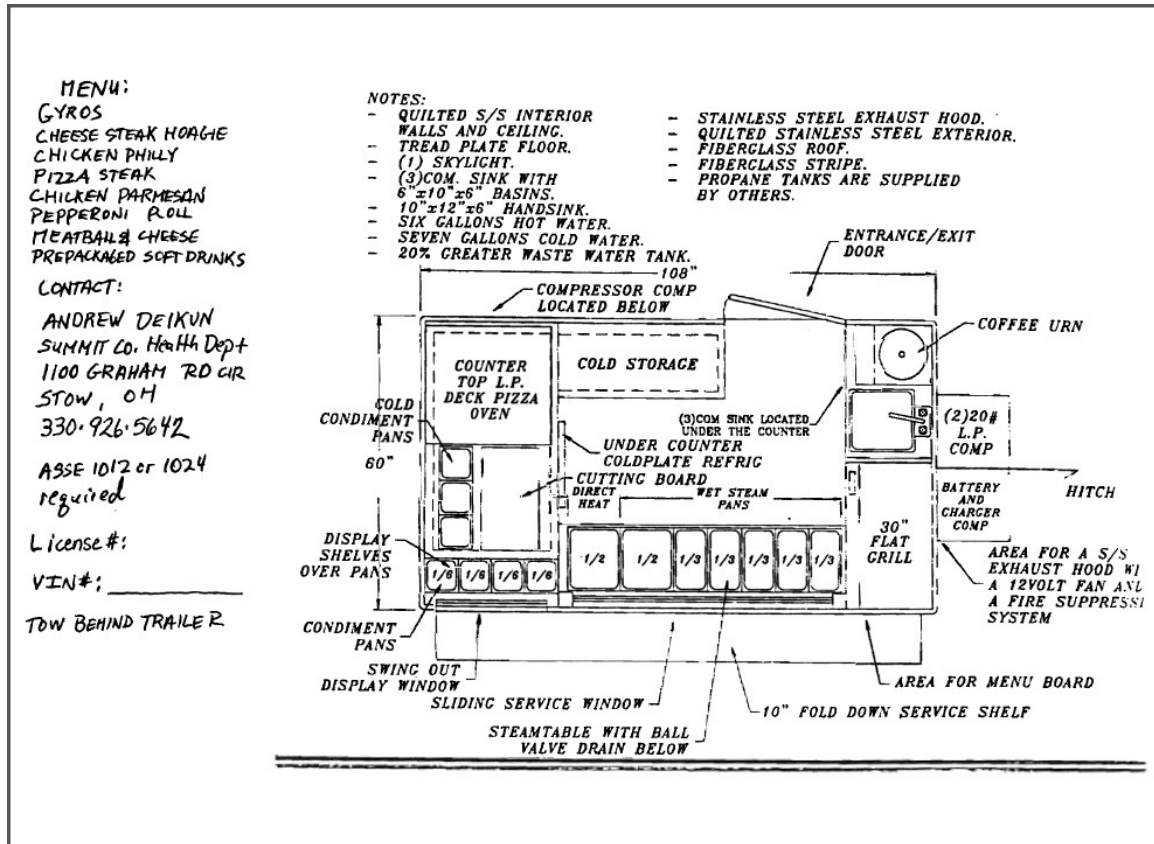 MENU:
GYROS
CHEESE STEAK HOAGIE
CHICKEN PHILLY
PIZZA STEAK
CHICKEN PARMESAN
PEPPERONI ROLL
MEATBALL & CHEESE
PREPACKAGED SOFT DRINKS
CONTACT:
ANDREW DEIKUN
SUMMIT CO. Health Dept
1100 GRAHAM RD CIR
STOW, OH
330·926·5642
ASSE 1012 or 1024
required
License#:
VIN#:
TOW BEHIND TRAILER
NOTES:
- QUILTED S/S INTERIOR
WALLS AND CEILING.
- TREAD PLATE FLOOR.
- (1) SKYLIGHT.
- (3)COM. SINK WITH
6"x10"x6" BASINS.
- 10"x12"x6" HANDSINK.
- SIX GALLONS HOT WATER.
- SEVEN GALLONS COLD WATER.
- 20% GREATER WASTE WATER TANK.
- STAINLESS STEEL EXHAUST HOOD.
- QUILTED STAINLESS STEEL EXTERIOR.
- FIBERGLASS ROOF.
- FIBERGLASS STRIPE.
- PROPANE TANKS ARE SUPPLIED
BY OTHERS.
ENTRANCE/EXIT
DOOR
108"
COMPRESSOR COMP
LOCATED BELOW
COFFEE URN
COUNTER
TOP L.P.
DECK PIZZA
OVEN
COLD STORAGE
COLD
CONDIMENT
PANS
60"
(3)COM SINK LOCATED
UNDER THE COUNTER
(2)20#
L.P.
COMP
UNDER COUNTER
COLDPLATE REFRIG
CUTTING BOARD
DIRECT
HEAT
WET STEAM
PANS
HITCH
BATTERY
AND
CHARGER
COMP
30"
FLAT
GRILL
DISPLAY
SHELVES
OVER PANS
1/6 1/6 1/6 1/6
1/2 1/2 1/3 1/3 1/3 1/3 1/3
AREA FOR A S/S
EXHAUST HOOD WI
A 12VOLT FAN AND
A FIRE SUPPRESSI
SYSTEM
CONDIMENT
PANS
SWING OUT
DISPLAY WINDOW
SLIDING SERVICE WINDOW
AREA FOR MENU BOARD
10" FOLD DOWN SERVICE SHELF
STEAMTABLE WITH BALL
VALVE DRAIN BELOW